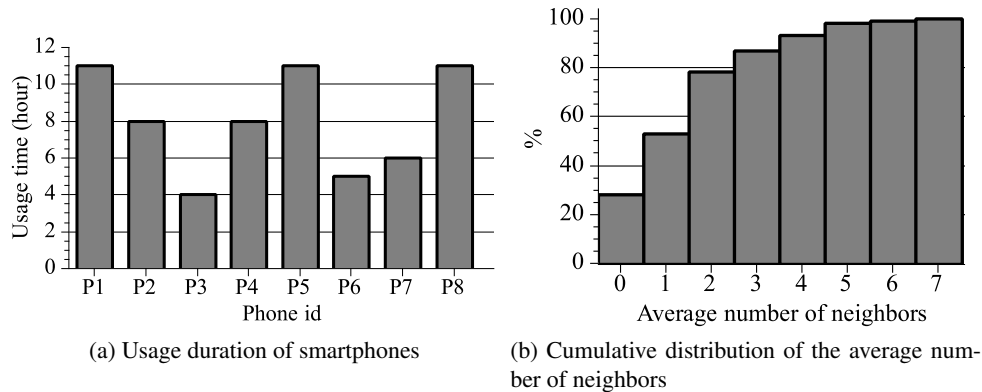 12
10
8
6
4
2
0
Usage time (hour)
P1 P2 P3 P4 P5 P6 P7 P8
Phone id
(a) Usage duration of smartphones
100
80
60
40
20
0
%
0 1 2 3 4 5 6 7
Average number of neighbors
(b) Cumulative distribution of the average num-
ber of neighbors